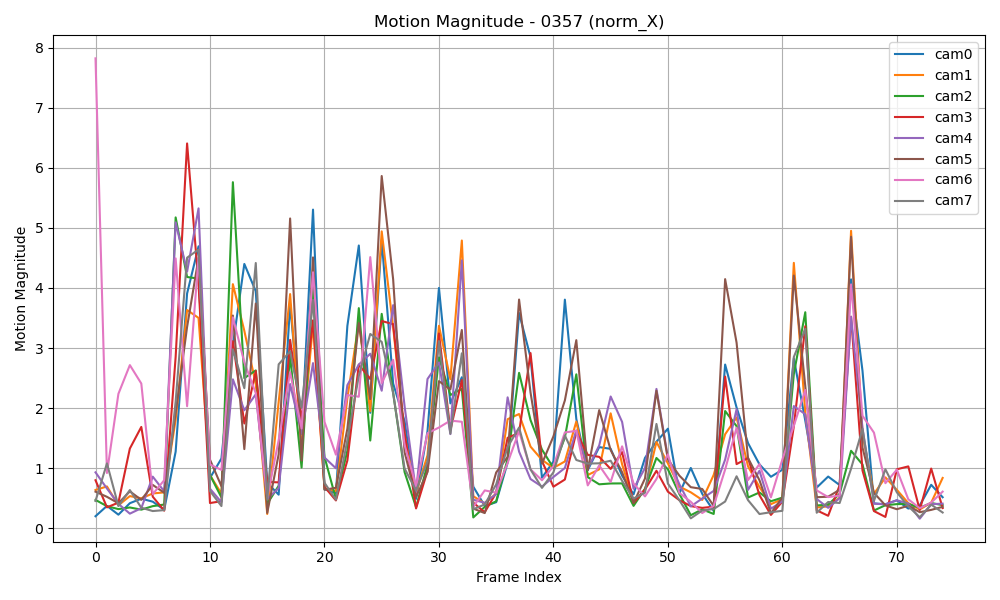 Motion Magnitude - 0357 (norm_X)
Motion Magnitude
8
7
6
5
4
3
2
1
0
0 10 20 30 40 50 60 70
Frame Index
cam0
cam1
cam2
cam3
cam4
cam5
cam6
cam7